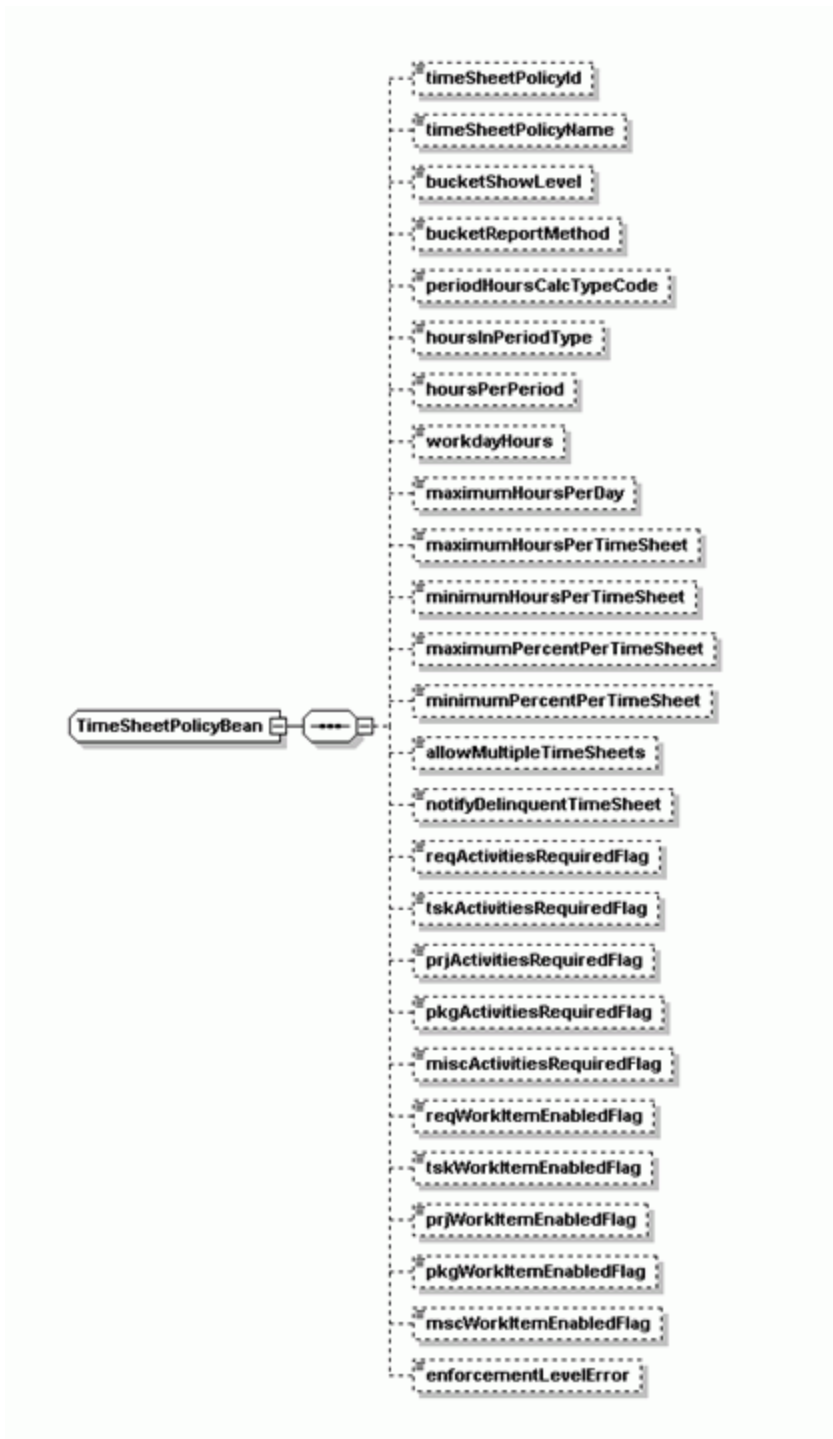 timeSheetPolicyId
timeSheetPolicyName
bucketShowLevel
bucketReportMethod
periodHoursCalcTypeCode
hoursInPeriodType
hoursPerPeriod
workdayHours
maximumHoursPerDay
maximumHoursPerTimeSheet
minimumHoursPerTimeSheet
maximumPercentPerTimeSheet
minimumPercentPerTimeSheet
TimeSheetPolicyBean
allowMultipleTimeSheets
notifyDelinquentTimeSheet
reqActivitiesRequiredFlag
tskActivitiesRequiredFlag
prjActivitiesRequiredFlag
pkgActivitiesRequiredFlag
miscActivitiesRequiredFlag
reqWorkItemEnabledFlag
tskWorkItemEnabledFlag
prjWorkItemEnabledFlag
pkgWorkItemEnabledFlag
mscWorkItemEnabledFlag
enforcementLevelError